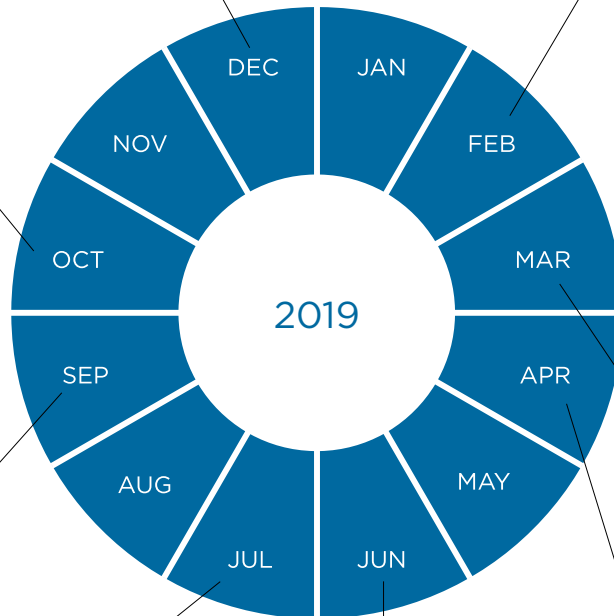 JAN
FEB
MAR
APR
MAY
JUN
JUL
AUG
SEP
OCT
NOV
DEC
2019